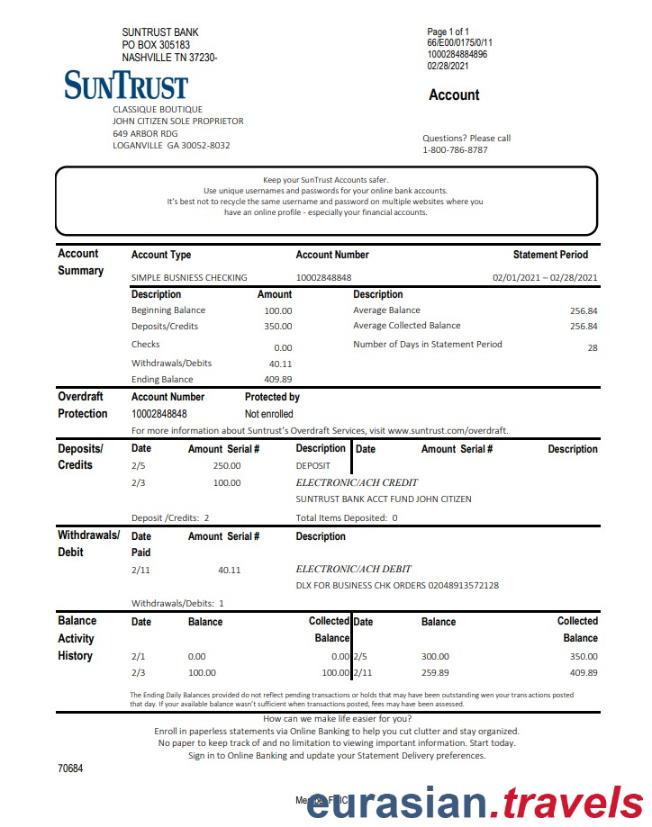 SUNTRUST BANK
PO BOX 305183
NASHVILLE TN 37230-
Page 1 of 1
66/E00/0175/0/11
1000284884896
02/28/2021
SUNTRUST
Account
CLASSIQUE BOUTIQUE
JOHN CITIZEN SOLE PROPRIETOR
649 ARBOR RDG
LOGANVILLE GA 30052-8032
Questions? Please call
1-800-786-8787
Keep your SunTrust Accounts safer.
Use unique usernames and passwords for your online bank accounts.
It's best not to recycle the same username and password on multiple websites where you
have an online profile - especially your financial accounts.
Account Summary
Account Type Account Number Statement Period
SIMPLE BUSNIESS CHECKING 10002848848 02/01/2021 – 02/28/2021
Description Amount Description
Beginning Balance 100.00 Average Balance 256.84
Deposits/Credits 350.00 Average Collected Balance 256.84
Checks 0.00 Number of Days in Statement Period 28
Withdrawals/Debits 40.11
Ending Balance 409.89
Overdraft Protection
Account Number Protected by
10002848848 Not enrolled
For more information about Suntrust's Overdraft Services, visit www.suntrust.com/overdraft.
Deposits/ Credits
Date Amount Serial # Description Date Amount Serial # Description
2/5 250.00 DEPOSIT
2/3 100.00 ELECTRONIC/ACH CREDIT
SUNTRUST BANK ACCT FUND JOHN CITIZEN
Deposit /Credits: 2 Total Items Deposited: 0
Withdrawals/ Debit
Date Paid Amount Serial # Description
2/11 40.11 ELECTRONIC/ACH DEBIT
DLX FOR BUSINESS CHK ORDERS 02048913572128
Withdrawals/Debits: 1
Balance Activity History
Date Balance Collected Balance Date Balance Collected Balance
2/1 0.00 0.00 2/5 300.00 350.00
2/3 100.00 100.00 2/11 259.89 409.89
The Ending Daily Balances provided do not reflect pending transactions or holds that may have been outstanding wen your transactions posted
that day. If your available balance wasn't sufficient when transactions posted, fees may have been assessed.
How can we make life easier for you?
Enroll in paperless statements via Online Banking to help you cut clutter and stay organized.
No paper to keep track of and no limitation to viewing important information. Start today.
Sign in to Online Banking and update your Statement Delivery preferences.
70684
eurasian.travels